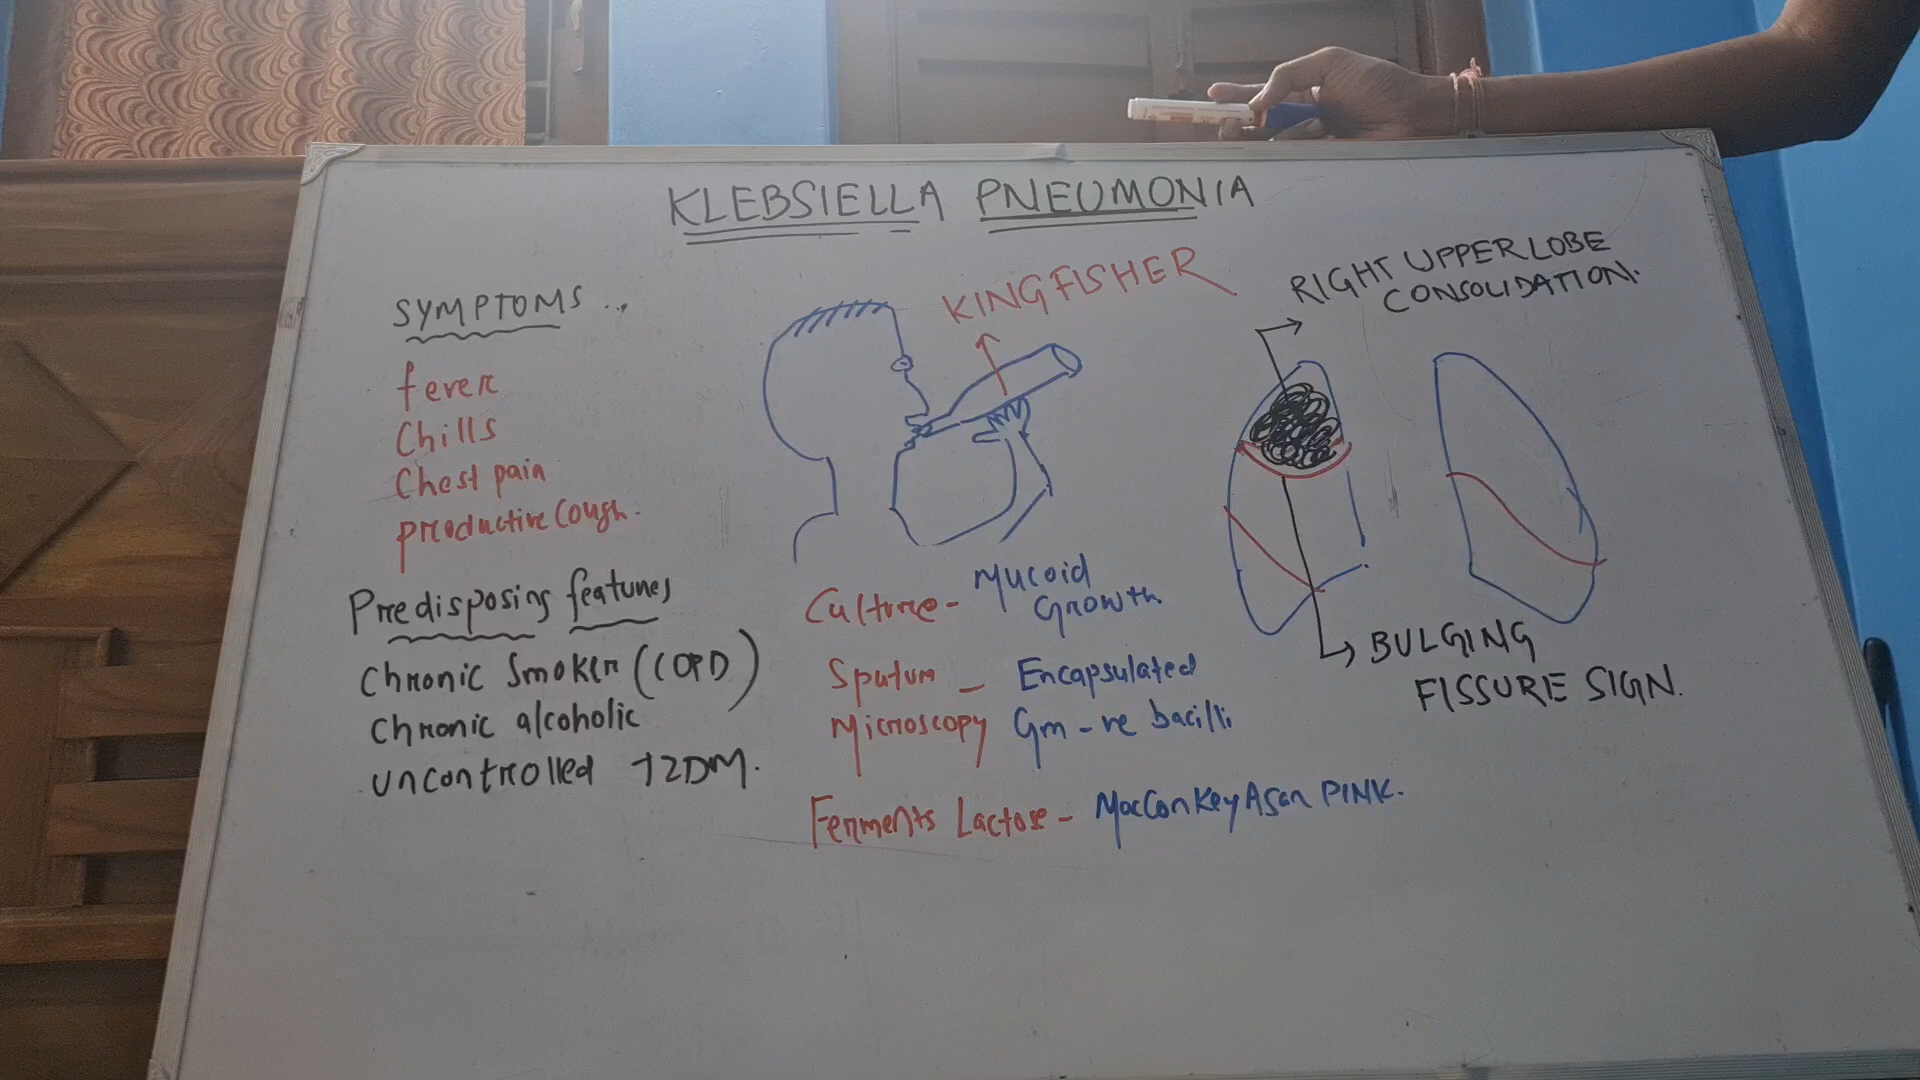 KLEBSIELLA PNEUMONIA
SYMPTOMS..
fever
Chills
Chest pain
productive cough.
Predisposing features
Chronic Smoker (COPD)
Chronic alcoholic
uncontrolled T2DM.
KINGFISHER
Culture - Mucoid
Growth.
Sputum - Encapsulated
Microscopy Gm -ve bacilli
Ferments Lactose - MacConkey Agar PINK.
RIGHT UPPER LOBE
CONSOLIDATION.
BULGING
FISSURE SIGN.